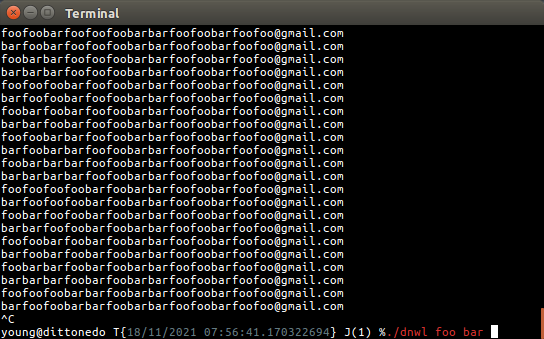 foofoobarfoofoofoobarbarfoofoobarfoofoo@gmail.com
barfoobarfoofoofoobarbarfoofoobarfoofoo@gmail.com
foobarbarfoofoofoobarbarfoofoobarfoofoo@gmail.com
barbarbarfoofoofoobarbarfoofoobarfoofoo@gmail.com
foofoofoobarfoofoobarbarfoofoobarfoofoo@gmail.com
barfoofoobarfoofoobarbarfoofoobarfoofoo@gmail.com
foobarfoobarfoofoobarbarfoofoobarfoofoo@gmail.com
barbarfoobarfoofoobarbarfoofoobarfoofoo@gmail.com
foofoobarbarfoofoobarbarfoofoobarfoofoo@gmail.com
barfoobarbarfoofoobarbarfoofoobarfoofoo@gmail.com
foobarbarbarfoofoobarbarfoofoobarfoofoo@gmail.com
barbarbarbarfoofoobarbarfoofoobarfoofoo@gmail.com
foofoofoofoobarfoobarbarfoofoobarfoofoo@gmail.com
barfoofoofoobarfoobarbarfoofoobarfoofoo@gmail.com
foobarfoofoobarfoobarbarfoofoobarfoofoo@gmail.com
barbarfoofoobarfoobarbarfoofoobarfoofoo@gmail.com
foofoobarfoobarfoobarbarfoofoobarfoofoo@gmail.com
barfoobarfoobarfoobarbarfoofoobarfoofoo@gmail.com
foobarbarfoobarfoobarbarfoofoobarfoofoo@gmail.com
barbarbarfoobarfoobarbarfoofoobarfoofoo@gmail.com
foofoofoobarbarfoobarbarfoofoobarfoofoo@gmail.com
barfoofoobarbarfoobarbarfoofoobarfoofoo@gmail.com
^C
young@dittonedo T{18/11/2021 07:56:41.170322694} J(1) %./dnwl foo bar
Terminal